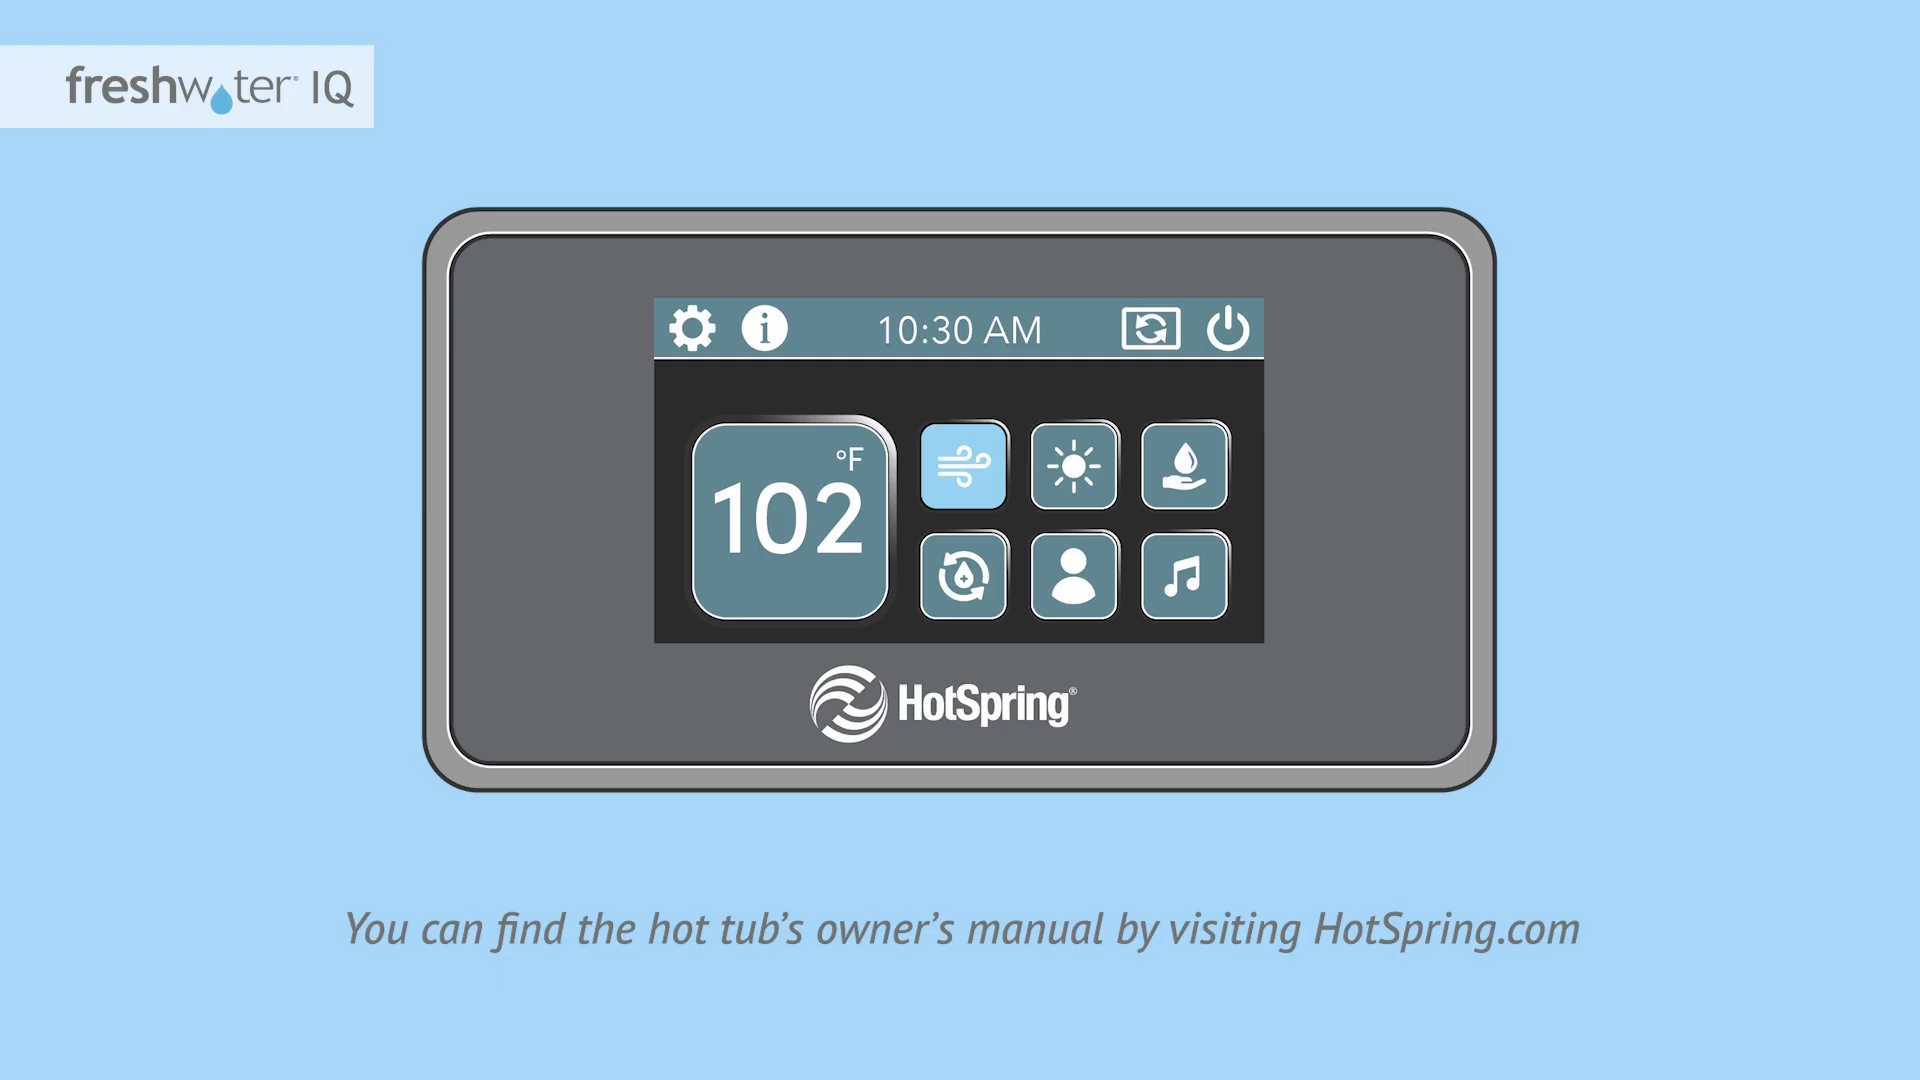 freshwater® IQ
10:30 AM
°F
102
HotSpring®
You can find the hot tub’s owner’s manual by visiting HotSpring.com